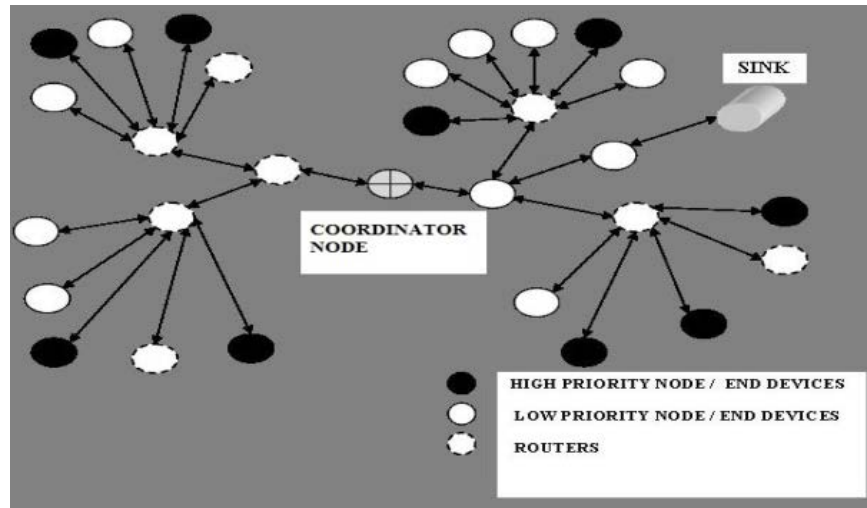 SINK
COORDINATOR
NODE
HIGH PRIORITY NODE / END DEVICES
LOW PRIORITY NODE / END DEVICES
ROUTERS